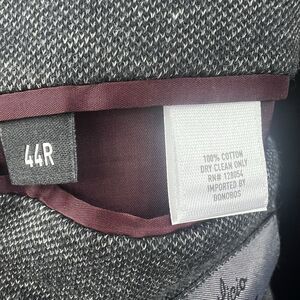 44R
100% COTTON
DRY CLEAN ONLY
RN# 128054
IMPORTED BY
BONOBOS